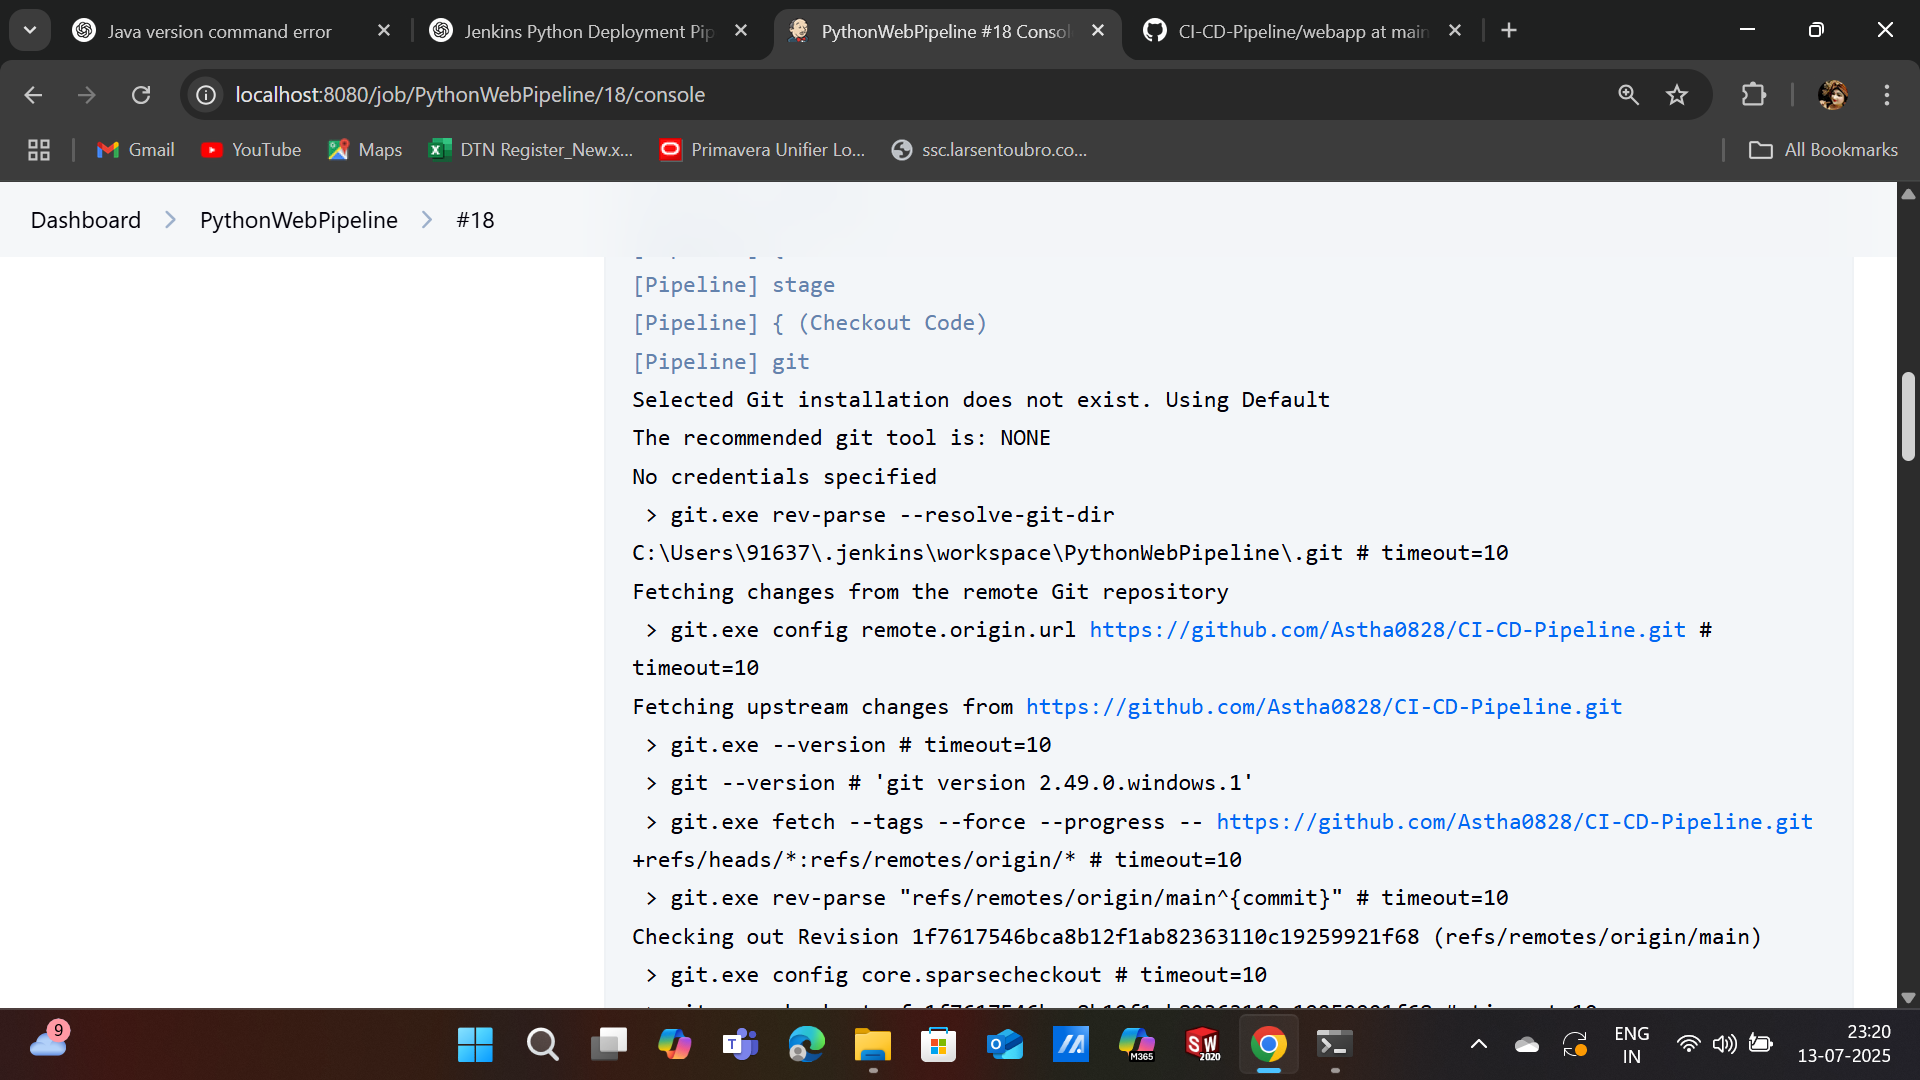 Java version command error
Jenkins Python Deployment Pip
PythonWebPipeline #18 Consol
CI-CD-Pipeline/webapp at main
localhost:8080/job/PythonWebPipeline/18/console
Gmail
YouTube
Maps
DTN Register_New.x...
Primavera Unifier Lo...
ssc.larsentoubro.co...
All Bookmarks
Dashboard > PythonWebPipeline > #18
[Pipeline] stage
[Pipeline] { (Checkout Code)
[Pipeline] git
Selected Git installation does not exist. Using Default
The recommended git tool is: NONE
No credentials specified
> git.exe rev-parse --resolve-git-dir
C:\Users\91637\.jenkins\workspace\PythonWebPipeline\.git # timeout=10
Fetching changes from the remote Git repository
> git.exe config remote.origin.url https://github.com/Astha0828/CI-CD-Pipeline.git #
timeout=10
Fetching upstream changes from https://github.com/Astha0828/CI-CD-Pipeline.git
> git.exe --version # timeout=10
> git --version # 'git version 2.49.0.windows.1'
> git.exe fetch --tags --force --progress -- https://github.com/Astha0828/CI-CD-Pipeline.git
+refs/heads/*:refs/remotes/origin/* # timeout=10
> git.exe rev-parse "refs/remotes/origin/main^{commit}" # timeout=10
Checking out Revision 1f7617546bca8b12f1ab82363110c19259921f68 (refs/remotes/origin/main)
> git.exe config core.sparsecheckout # timeout=10
9
M365
SW
2020
ENG
IN
23:20
13-07-2025